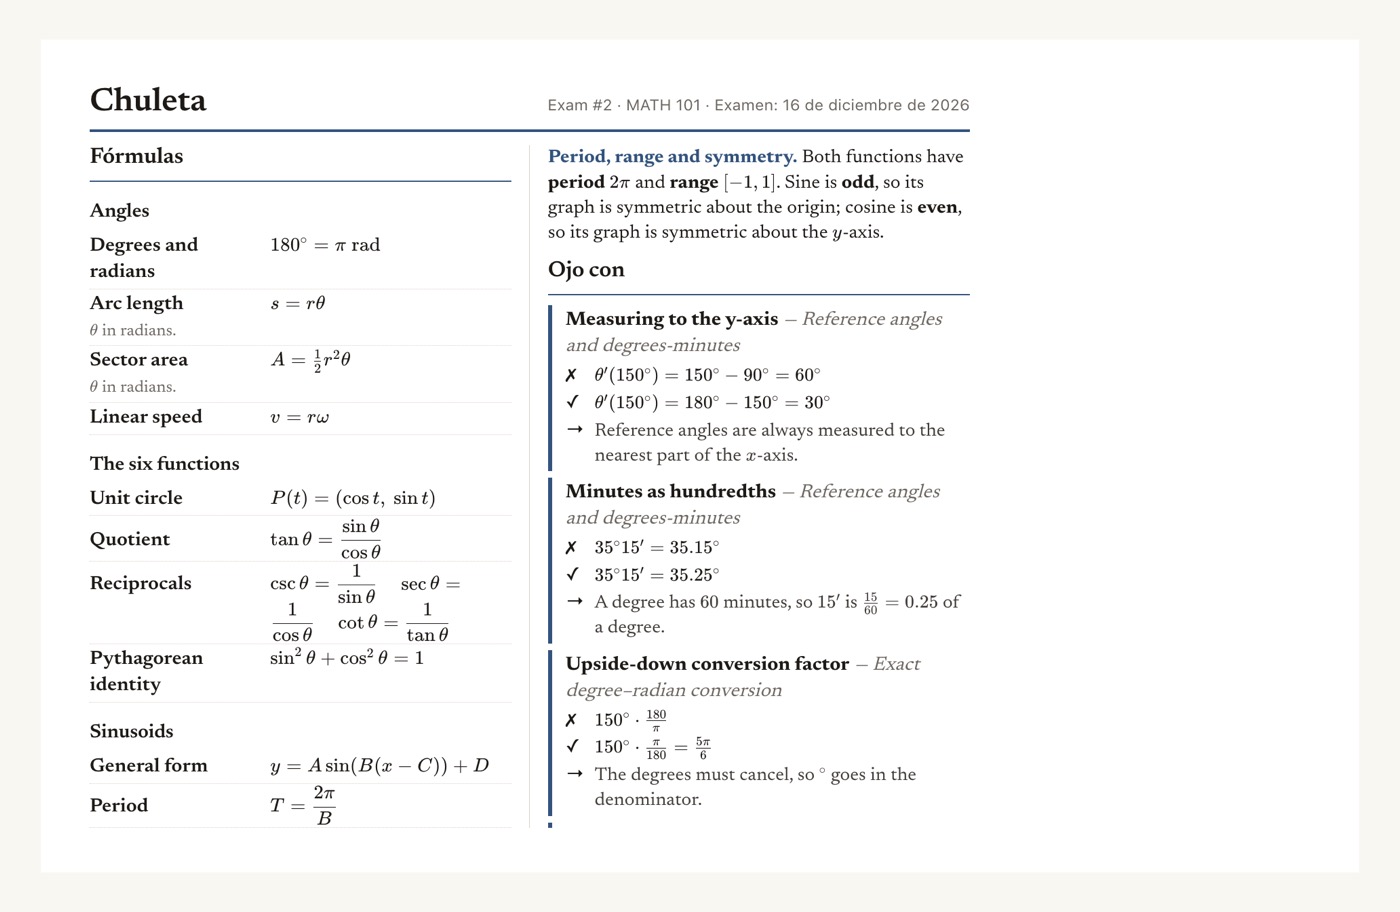 Chuleta
Exam #2 · MATH 101 · Examen: 16 de diciembre de 2026
Fórmulas
Angles
Degrees and radians 180° = π rad
Arc length s = rθ
θ in radians.
Sector area A = ½r²θ
θ in radians.
Linear speed v = rω
The six functions
Unit circle P(t) = (cos t, sin t)
Quotient tan θ = sin θ / cos θ
Reciprocals csc θ = 1 / sin θ sec θ =
1 / cos θ cot θ = 1 / tan θ
Pythagorean identity sin² θ + cos² θ = 1
Sinusoids
General form y = A sin(B(x − C)) + D
Period T = 2π / B
Period, range and symmetry. Both functions have
period 2π and range [−1, 1]. Sine is odd, so its
graph is symmetric about the origin; cosine is even,
so its graph is symmetric about the y-axis.
Ojo con
Measuring to the y-axis – Reference angles
and degrees-minutes
✗ θ′(150°) = 150° − 90° = 60°
✓ θ′(150°) = 180° − 150° = 30°
→ Reference angles are always measured to the
nearest part of the x-axis.
Minutes as hundredths – Reference angles
and degrees-minutes
✗ 35°15′ = 35.15°
✓ 35°15′ = 35.25°
→ A degree has 60 minutes, so 15′ is 15/60 = 0.25 of
a degree.
Upside-down conversion factor – Exact
degree–radian conversion
✗ 150° · 180/π
✓ 150° · π/180 = 5π/6
→ The degrees must cancel, so ° goes in the
denominator.